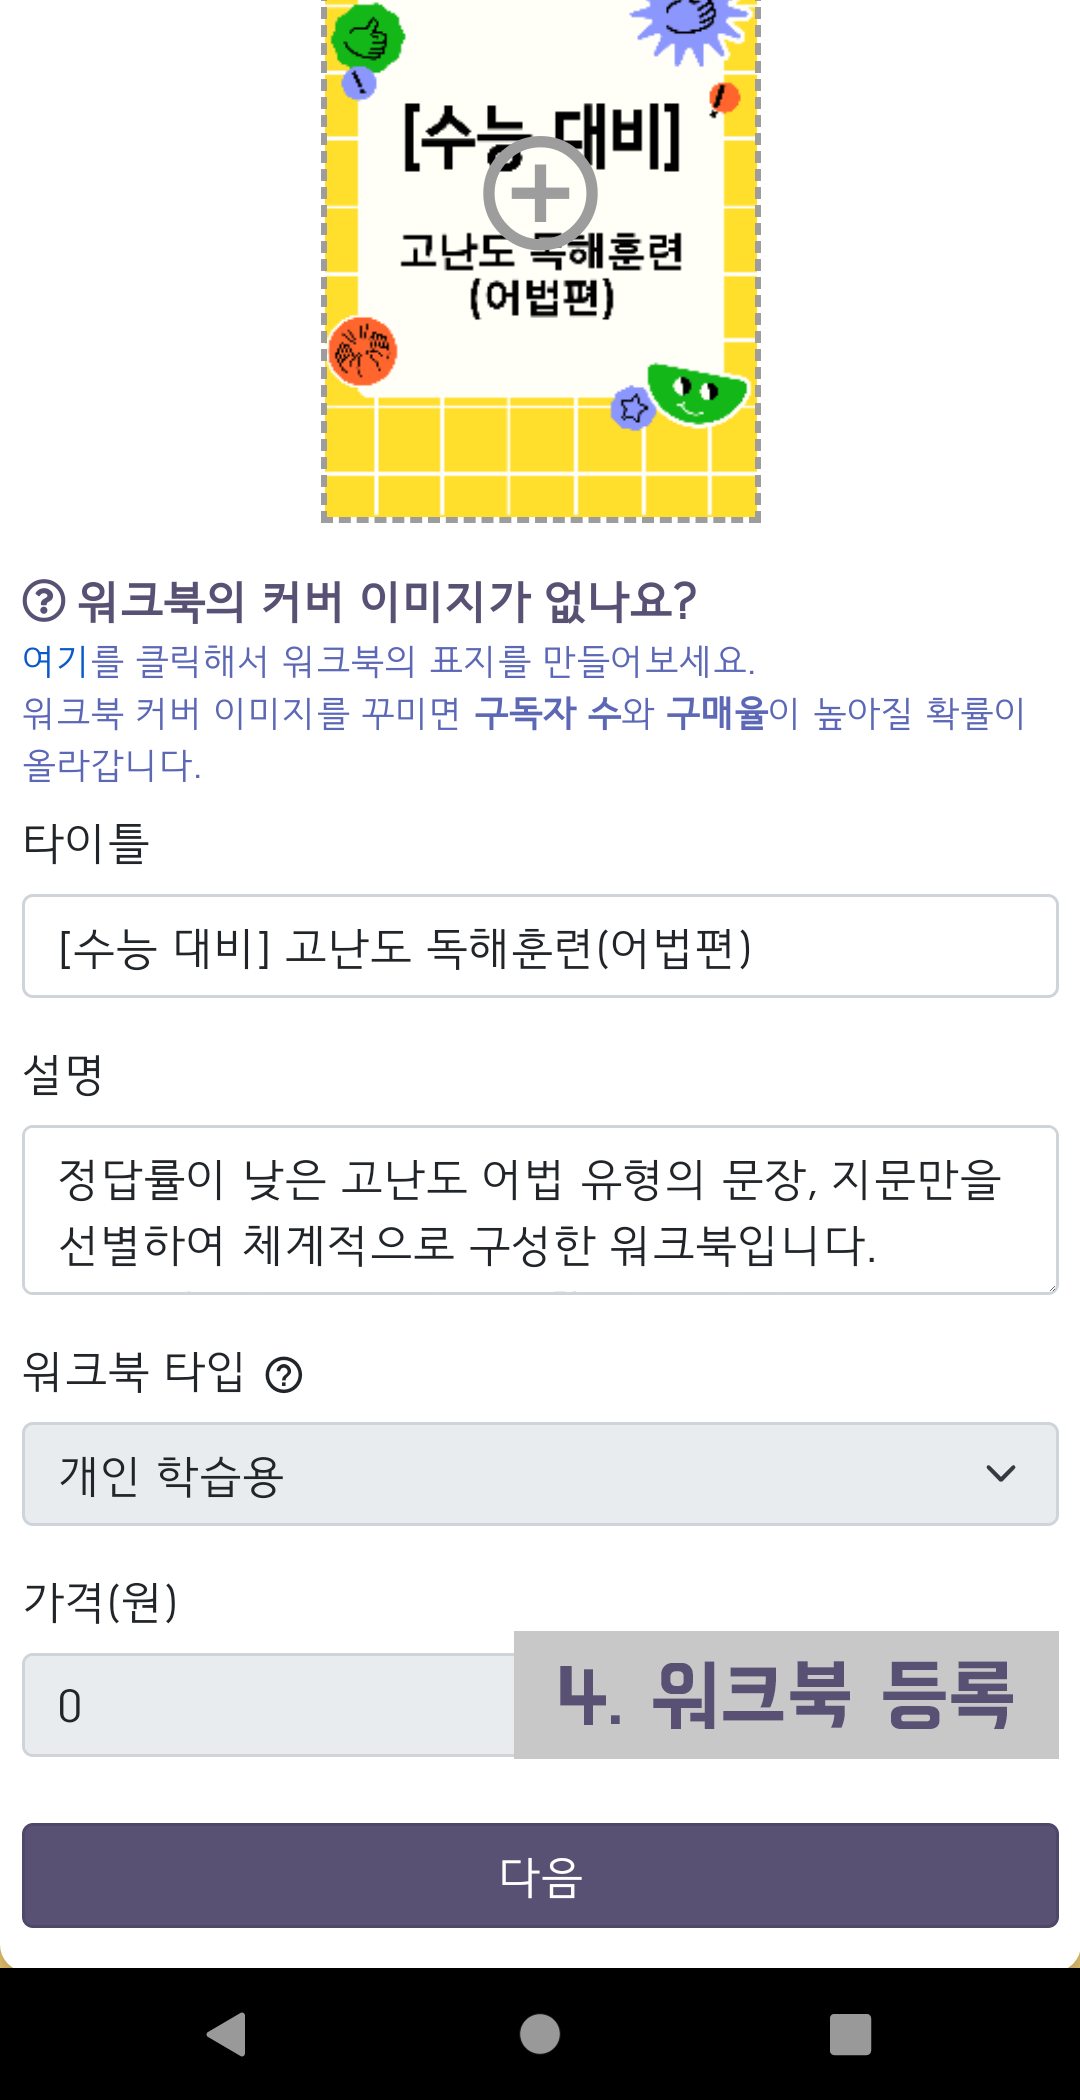 [수능 대비]
고난도 독해훈련
(어법편)
워크북의 커버 이미지가 없나요?
여기를 클릭해서 워크북의 표지를 만들어보세요.
워크북 커버 이미지를 꾸미면 구독자 수와 구매율이 높아질 확률이
올라갑니다.
타이틀
[수능 대비] 고난도 독해훈련(어법편)
설명
정답률이 낮은 고난도 어법 유형의 문장, 지문만을
선별하여 체계적으로 구성한 워크북입니다.
워크북 타입
개인 학습용
가격(원)
0
4. 워크북 등록
다음